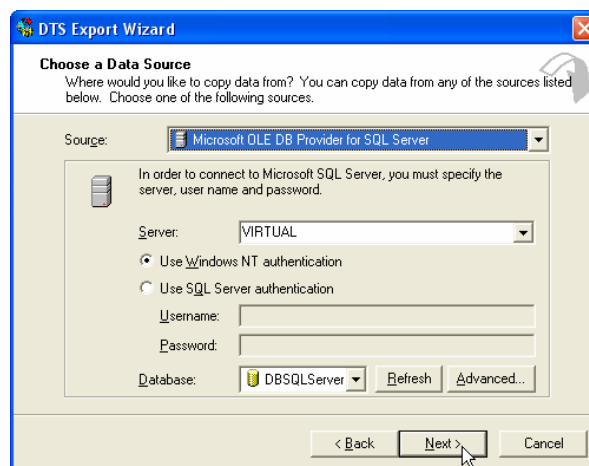 DTS Export Wizard
Choose a Data Source
Where would you like to copy data from? You can copy data from any of the sources listed
below. Choose one of the following sources.
Source: Microsoft OLE DB Provider for SQL Server
In order to connect to Microsoft SQL Server, you must specify the
server, user name and password.
Server: VIRTUAL
Use Windows NT authentication
Use SQL Server authentication
Username:
Password:
Database: DBSQLServer Refresh Advanced...
< Back Next > Cancel